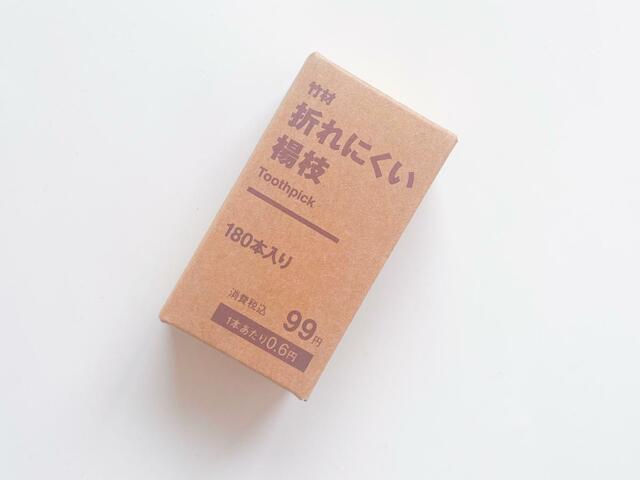 竹材
折れにくい
楊枝
Toothpick
180本入り
消費税込 99円
1本あたり0.6円